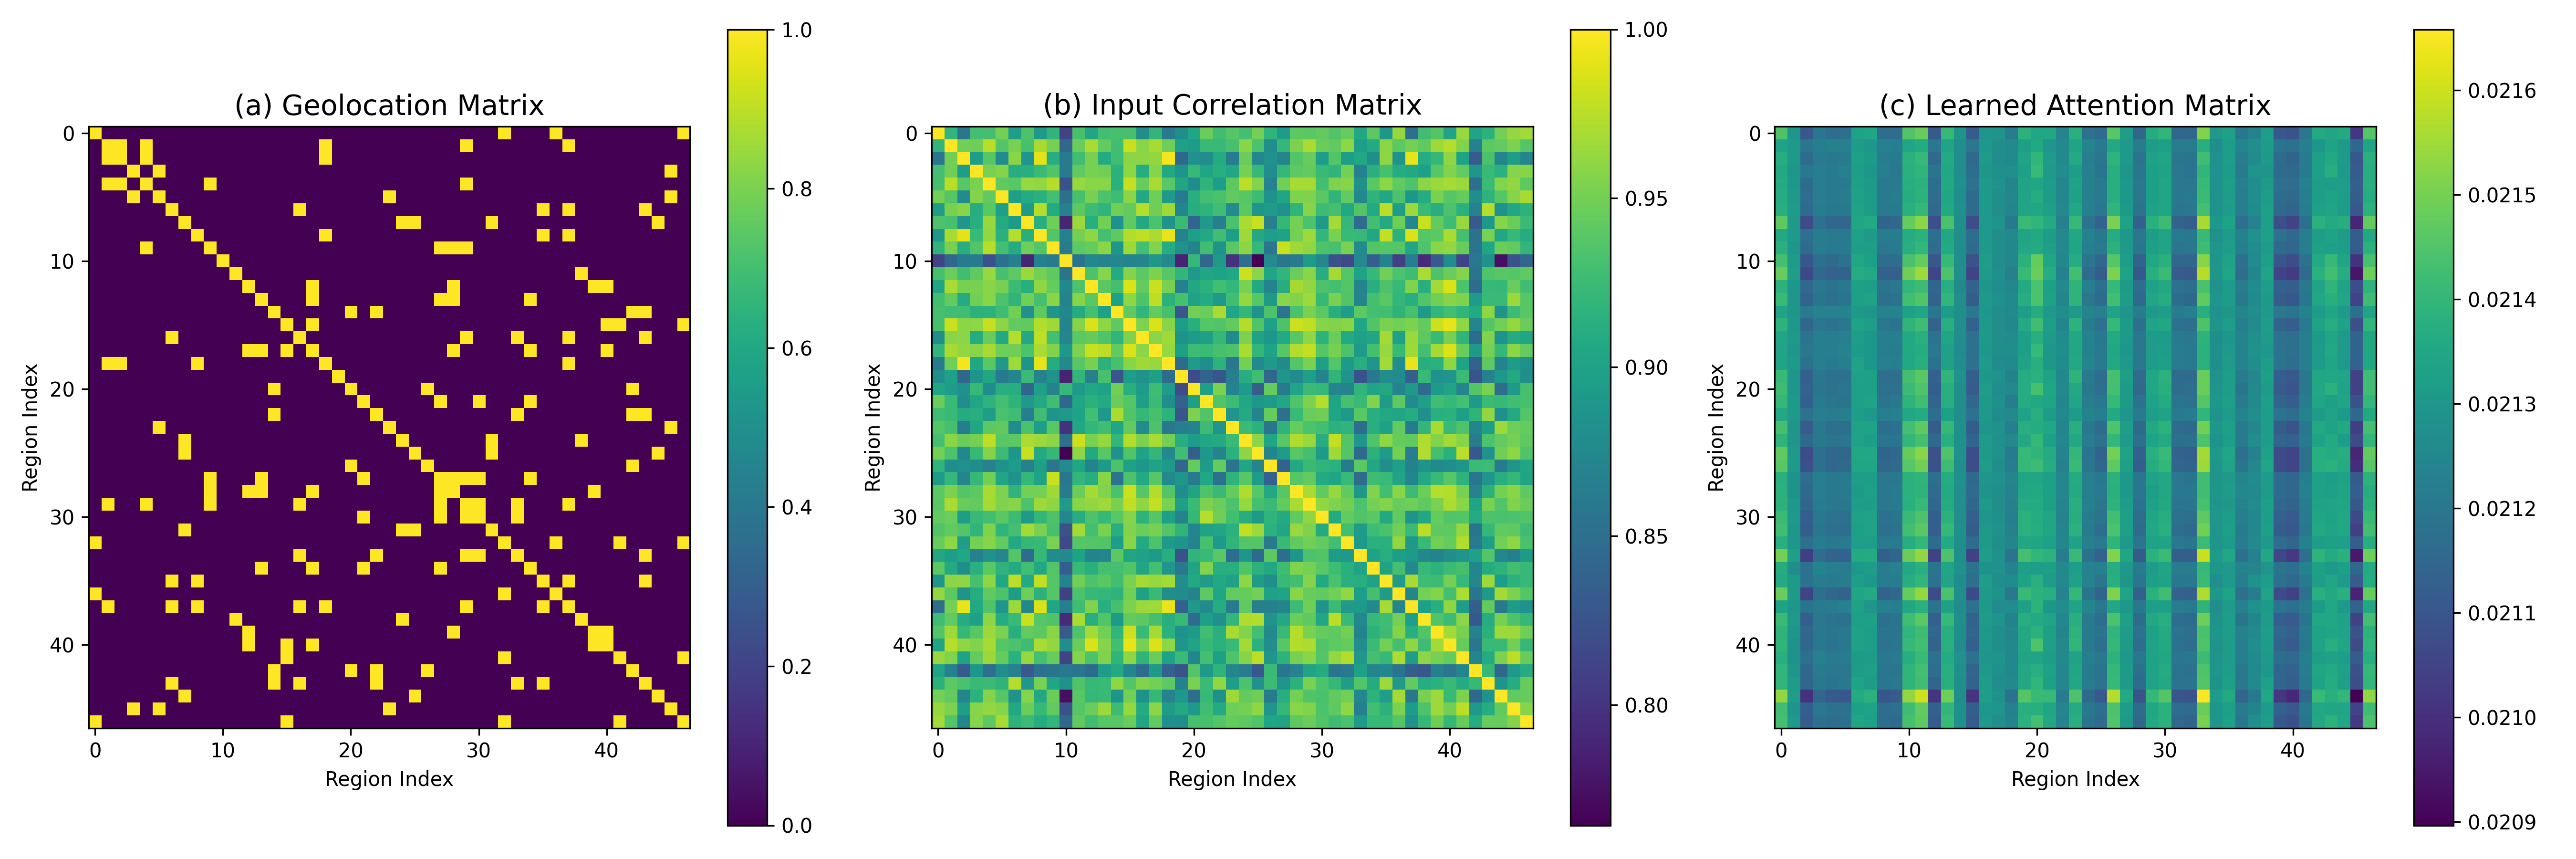 (a) Geolocation Matrix
0
10
20
30
40
Region Index
0 10 20 30 40
Region Index
1.0
0.8
0.6
0.4
0.2
0.0
(b) Input Correlation Matrix
0
10
20
30
40
Region Index
0 10 20 30 40
Region Index
1.00
0.95
0.90
0.85
0.80
(c) Learned Attention Matrix
0
10
20
30
40
Region Index
0 10 20 30 40
Region Index
0.0216
0.0215
0.0214
0.0213
0.0212
0.0211
0.0210
0.0209